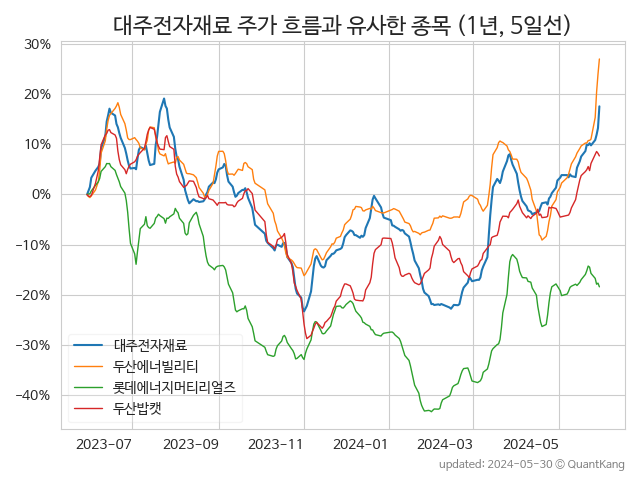 대주전자재료 주가 흐름과 유사한 종목 (1년, 5일선)
30%
20%
10%
0%
−10%
−20%
−30%
−40%
대주전자재료
두산에너빌리티
롯데에너지머티리얼즈
두산밥캣
2023-07
2023-09
2023-11
2024-01
2024-03
2024-05
updated: 2024-05-30 © QuantKang